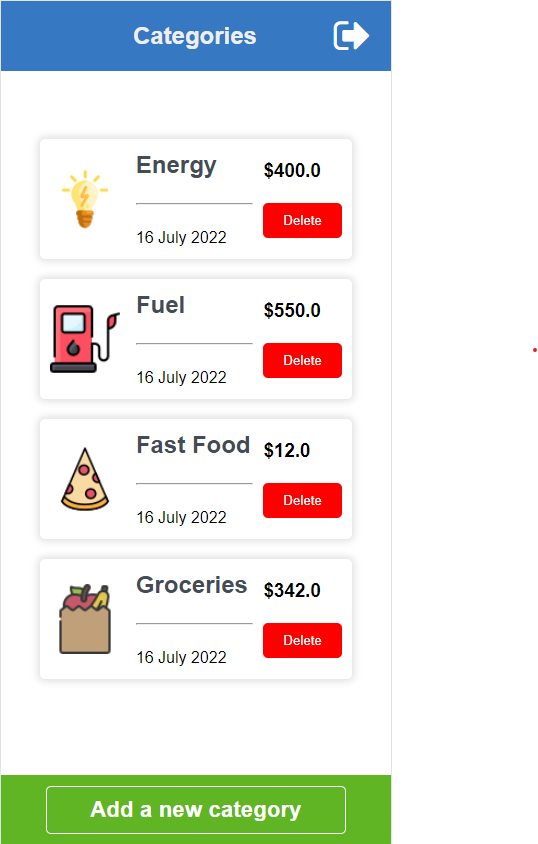 Categories
Energy
$400.0
Delete
16 July 2022
Fuel
$550.0
Delete
16 July 2022
Fast Food
$12.0
Delete
16 July 2022
Groceries
$342.0
Delete
16 July 2022
Add a new category